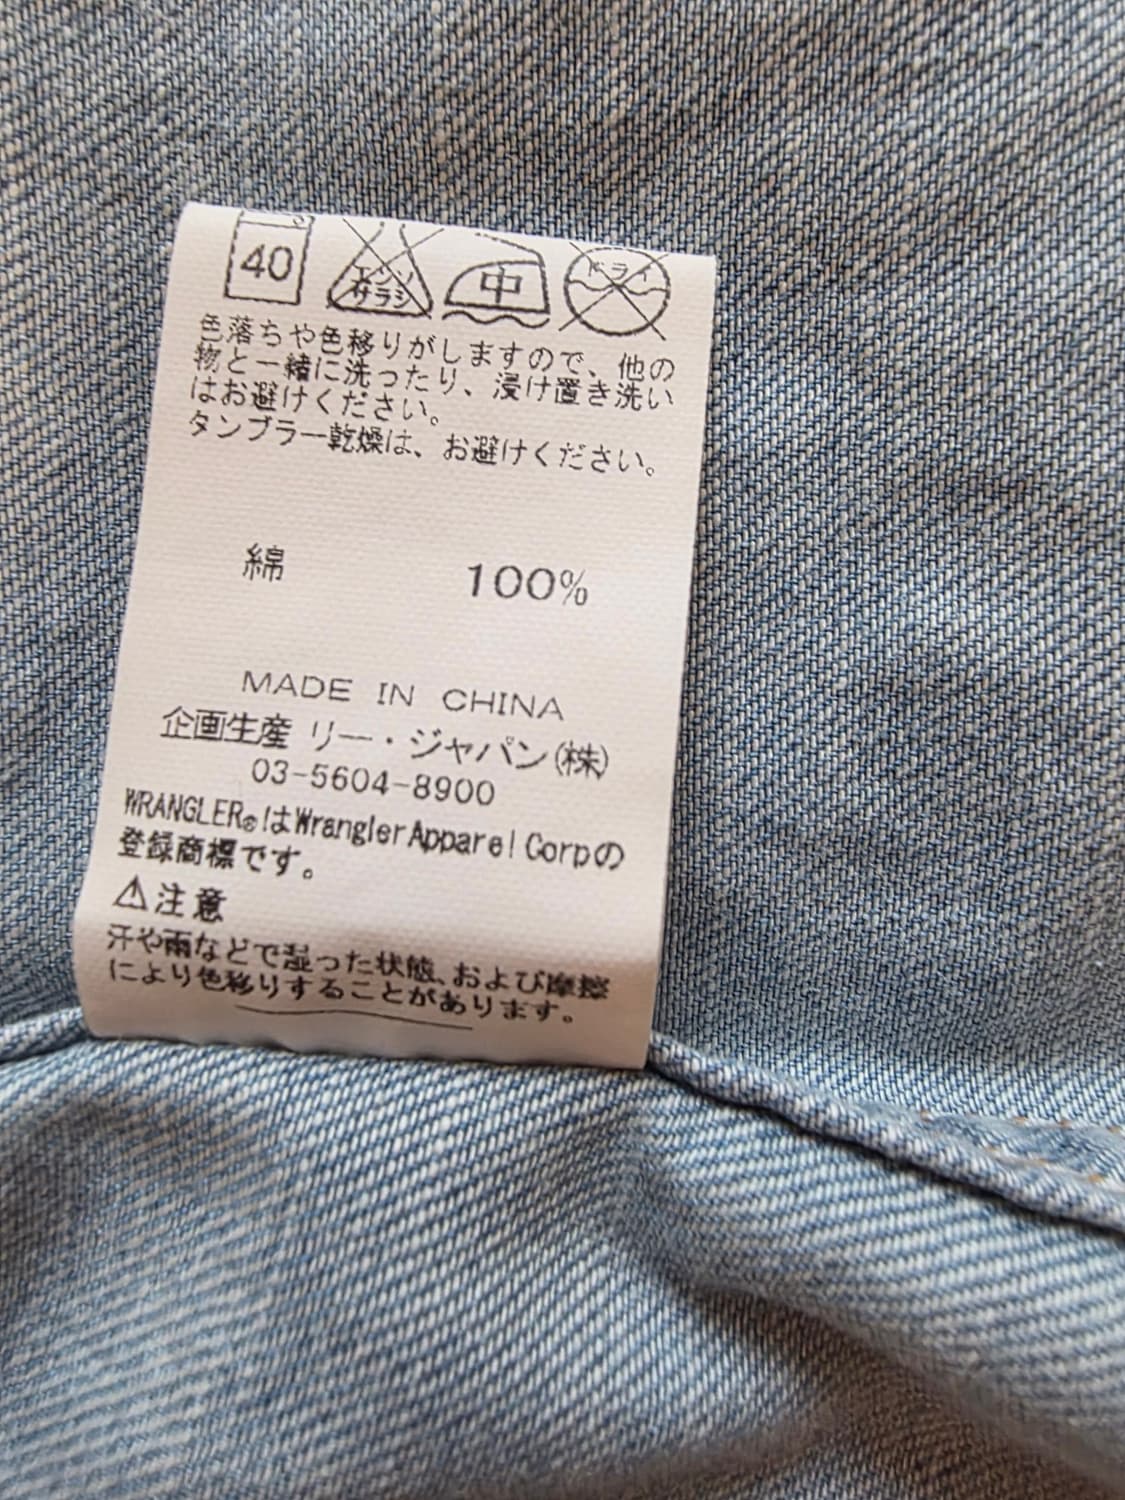 40 エンソ 中 ドライ
サラシ
色落ちや色移りがしますので、他の
物と一緒に洗ったり、浸け置き洗い
はお避けください。
タンブラー乾燥は、お避けください。
綿 100%
MADE IN CHINA
企画生産 リー・ジャパン(株)
03-5604-8900
WRANGLER®はWrangler Apparel Corpの
登録商標です。
⚠注意
汗や雨などで湿った状態、および摩擦
により色移りすることがあります。